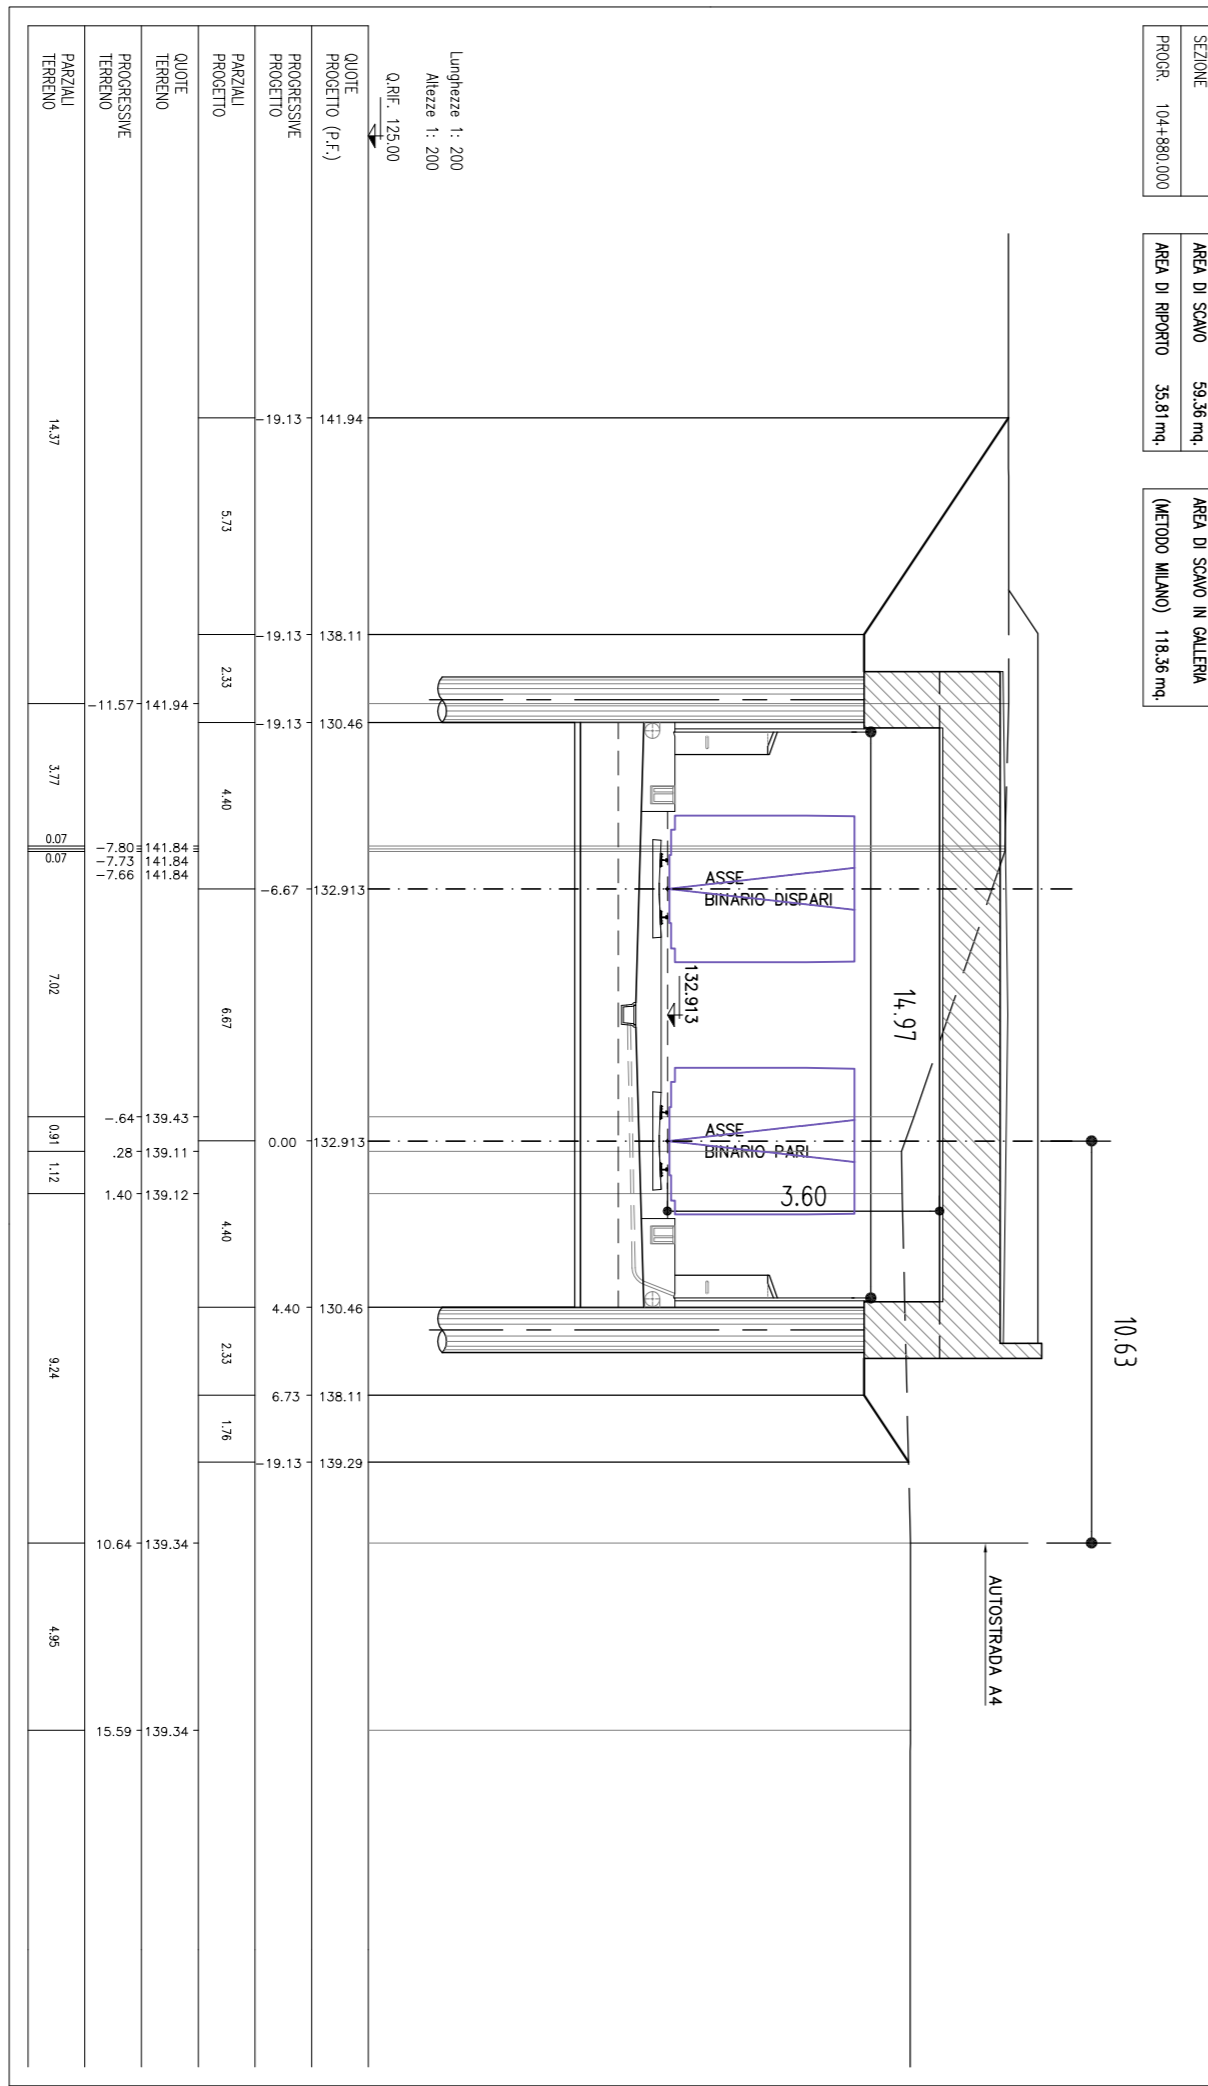 SEZIONE
PROGR. 104+880.000
AREA DI SCAVO 59.36 mq.
AREA DI RIPORTO 35.81 mq.
AREA DI SCAVO IN GALLERIA
(METODO MILANO) 118.36 mq.
10.63
AUTOSTRADA A4
14.97
3.60
ASSE
BINARIO DISPARI
132.913
ASSE
BINARIO PARI
Lunghezze 1: 200
Altezze 1: 200
Q.RIF. 125.00
QUOTE
PROGETTO (P.F.)
141.94 138.11 130.46 132.913 132.913 130.46 138.11 139.29
PROGRESSIVE
PROGETTO
-19.13 -19.13 -19.13 -6.67 0.00 4.40 6.73 -19.13
PARZIALI
PROGETTO
5.73 2.33 4.40 6.67 4.40 2.33 1.76
QUOTE
TERRENO
141.94 141.84 141.84 141.84 139.43 139.11 139.12 139.34 139.34
PROGRESSIVE
TERRENO
-11.57 -7.80 -7.73 -7.66 -.64 .28 1.40 10.64 15.59
PARZIALI
TERRENO
14.37 3.77 0.07 0.07 7.02 0.91 1.12 9.24 4.95